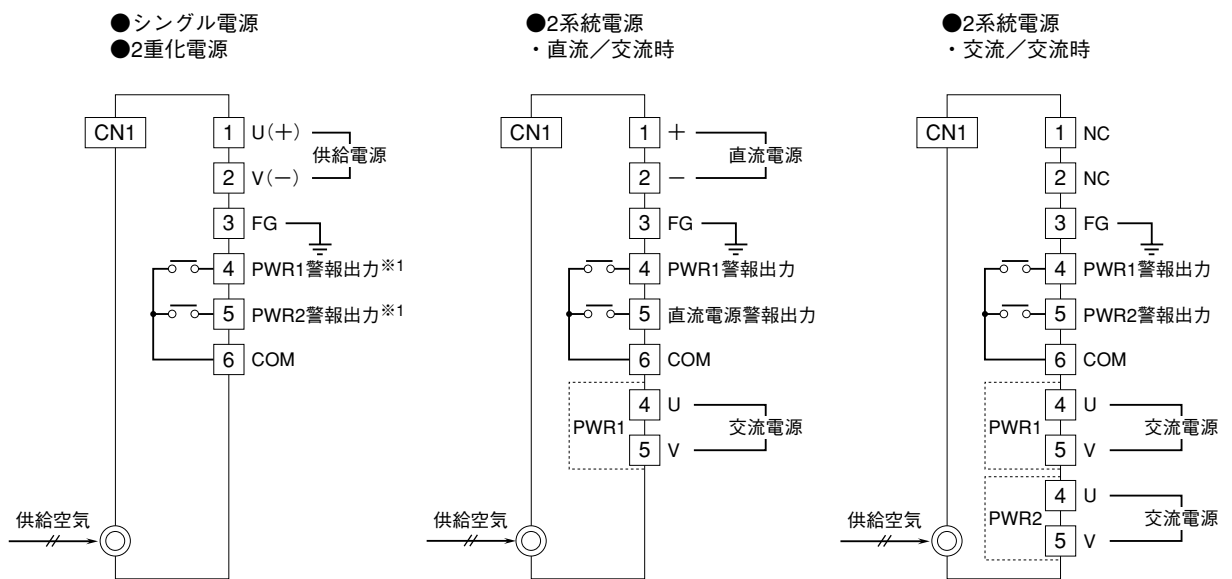 ●シングル電源
●2重化電源
CN1
1 U(+)
供給電源
2 V(－)
3 FG
4 PWR1警報出力※1
5 PWR2警報出力※1
6 COM
供給空気
●2系統電源
・直流／交流時
CN1
1 ＋
直流電源
2 －
3 FG
4 PWR1警報出力
5 直流電源警報出力
6 COM
PWR1
4 U
交流電源
5 V
供給空気
●2系統電源
・交流／交流時
CN1
1 NC
2 NC
3 FG
4 PWR1警報出力
5 PWR2警報出力
6 COM
PWR1
4 U
交流電源
5 V
PWR2
4 U
交流電源
5 V
供給空気